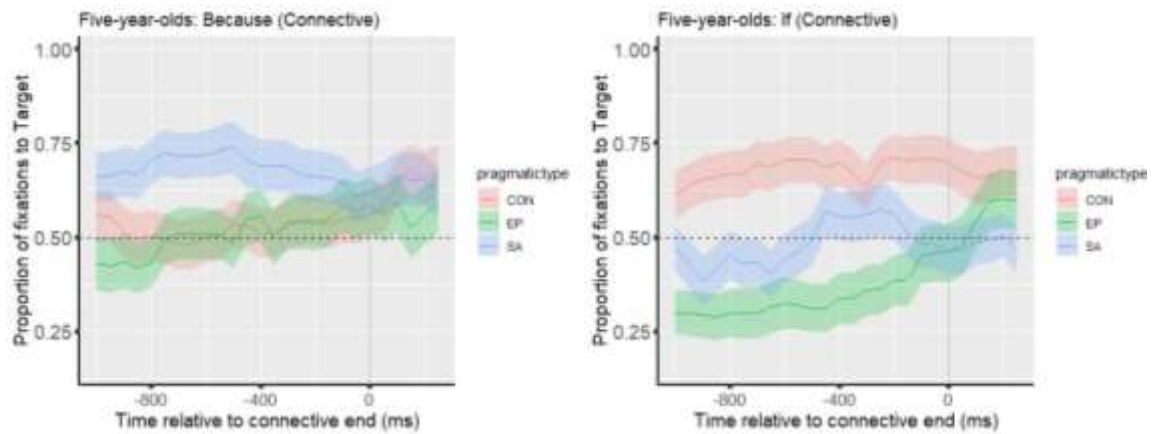 Five-year-olds: Because (Connective)
Proportion of fixations to Target
1.00
0.75
0.50
0.25
-800
-400
0
Time relative to connective end (ms)
pragmatictype
CON
EP
SA
Five-year-olds: If (Connective)
Proportion of fixations to Target
1.00
0.75
0.50
0.25
-800
-400
0
Time relative to connective end (ms)
pragmatictype
CON
EP
SA